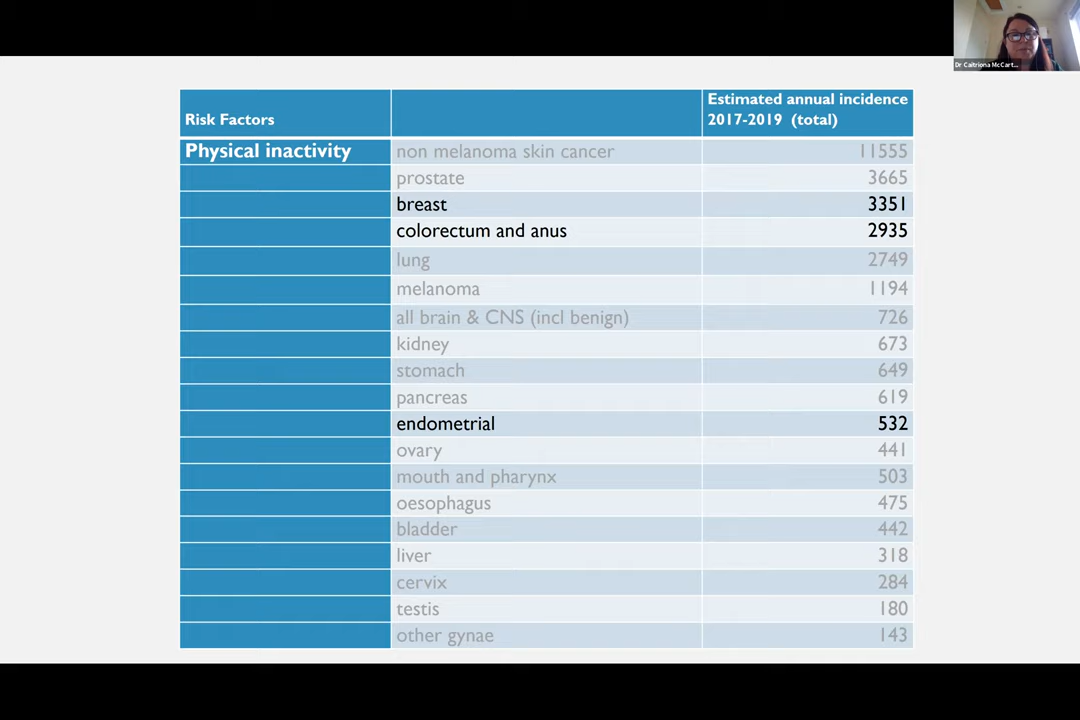 Dr Caitriona McCart...
Risk Factors
Estimated annual incidence
2017-2019 (total)
Physical inactivity non melanoma skin cancer 11555
prostate 3665
breast 3351
colorectum and anus 2935
lung 2749
melanoma 1194
all brain & CNS (incl benign) 726
kidney 673
stomach 649
pancreas 619
endometrial 532
ovary 441
mouth and pharynx 503
oesophagus 475
bladder 442
liver 318
cervix 284
testis 180
other gynae 143